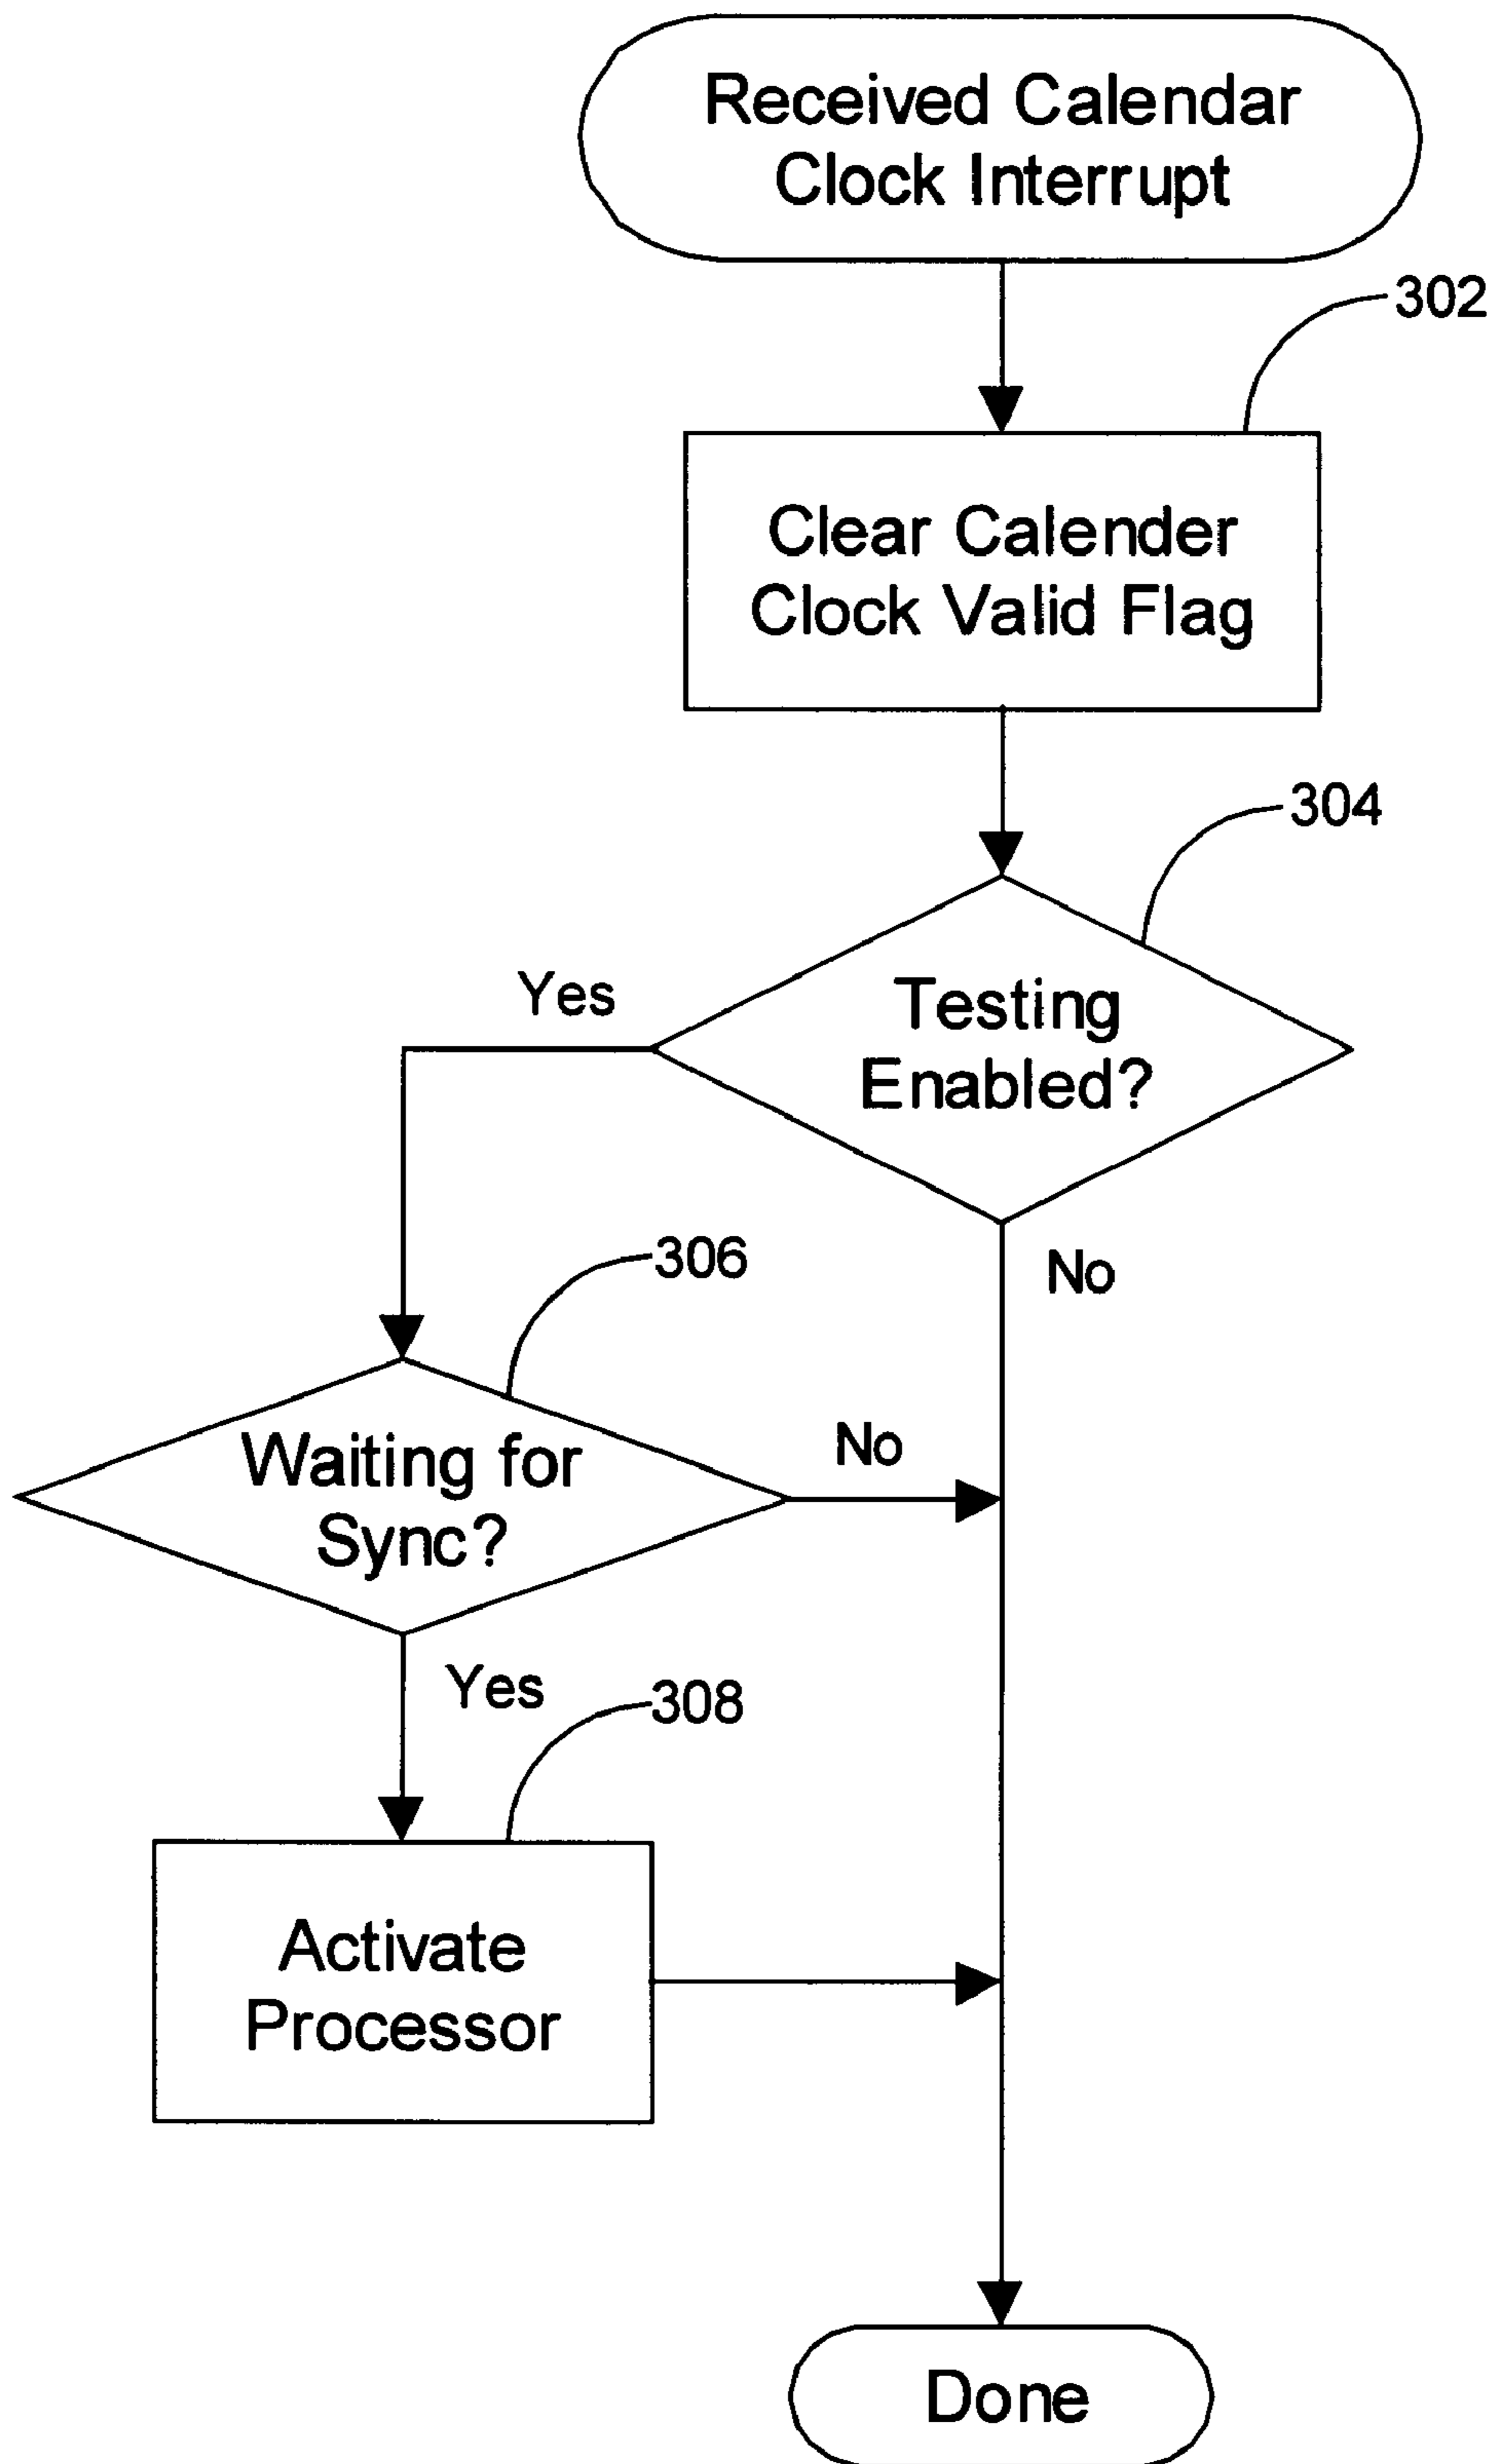 Received Calendar
Clock Interrupt
302
Clear Calender
Clock Valid Flag
304
Yes
Testing
Enabled?
306
No
Waiting for
Sync?
No
Yes
308
Activate
Processor
Done